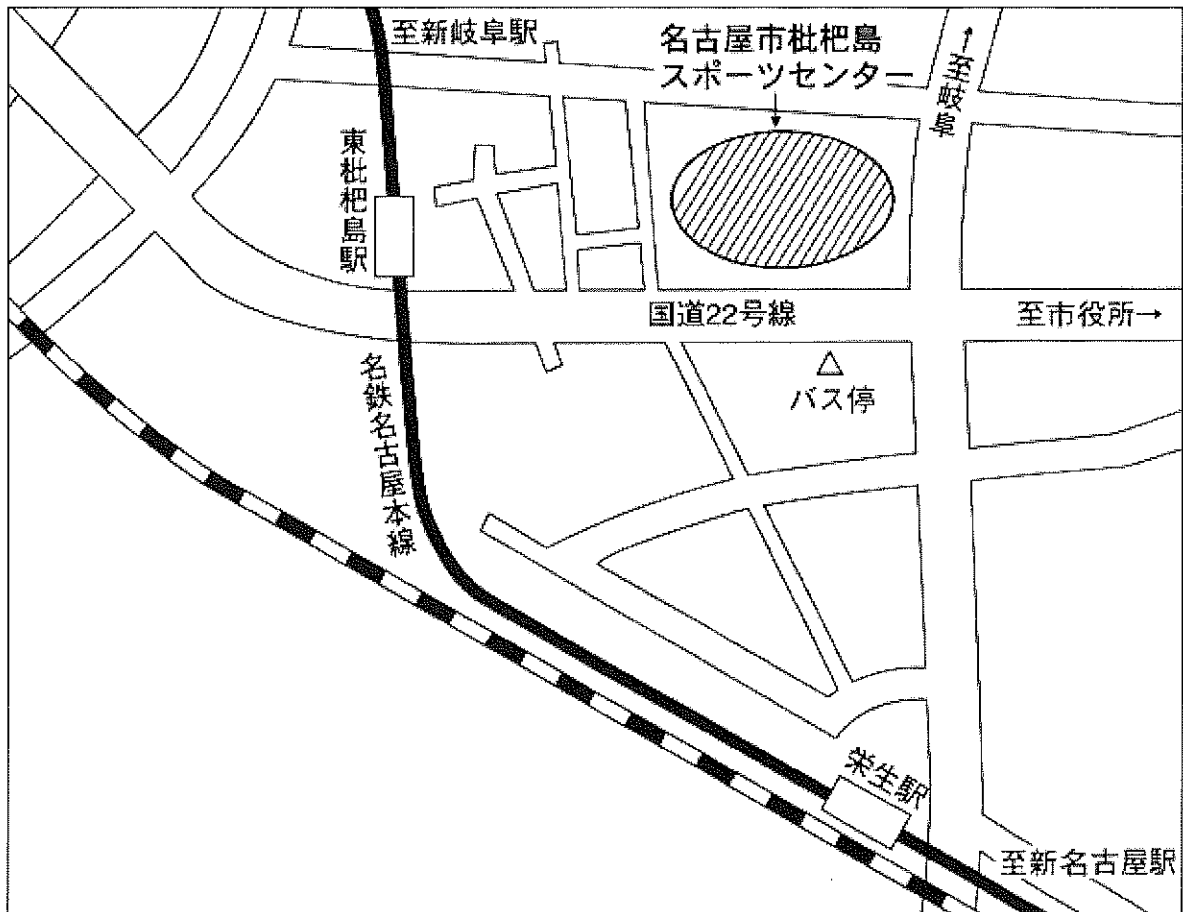 至新岐阜駅
名古屋市枇杷島
スポーツセンター
↑至岐阜
東枇杷島駅
国道22号線
至市役所→
バス停
名鉄名古屋本線
栄生駅
至新名古屋駅